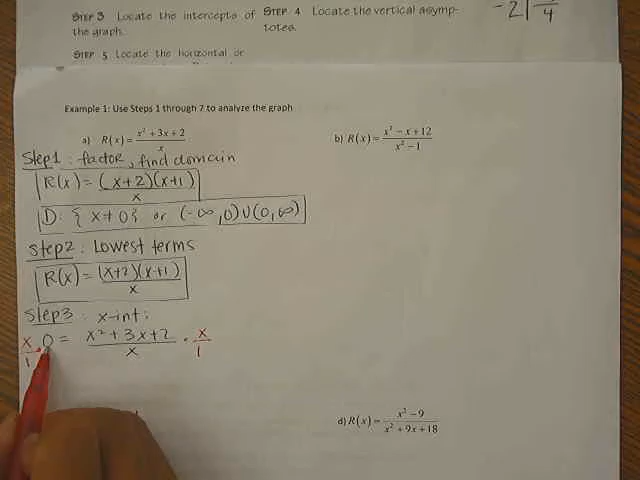 STEP 3 Locate the intercepts of the graph.
STEP 4 Locate the vertical asymp-
totes.
-2 | 4
STEP 5 Locate the horizontal or
Example 1: Use Steps 1 through 7 to analyze the graph
a) R(x) = x² + 3x + 2 / x
b) R(x) = x² − x + 12 / x² − 1
Step1 : factor, find domain
R(x) = (x+2)(x+1) / x
D: { x ≠ 0 } or (-∞, 0) ∪ (0, ∞)
Step2 : Lowest terms
R(x) = (x+2)(x+1) / x
Step3 : x-int:
x/1 · 0 = x² + 3x + 2 / x · x/1
d) R(x) = x² − 9 / x² + 9x + 18